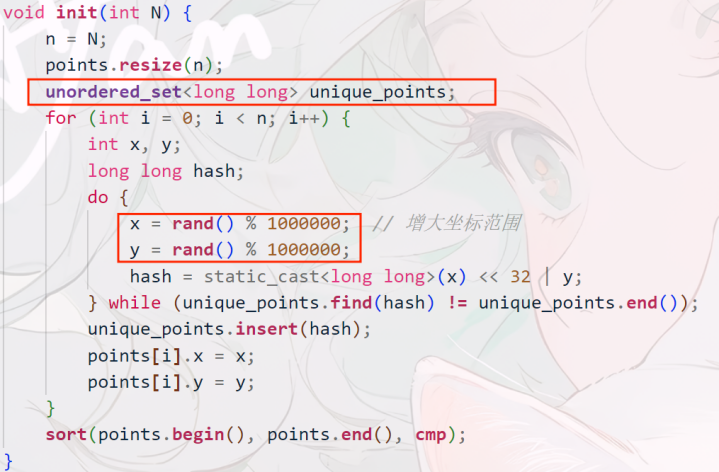 void init(int N) {
    n = N;
    points.resize(n);
    unordered_set<long long> unique_points;
    for (int i = 0; i < n; i++) {
        int x, y;
        long long hash;
        do {
            x = rand() % 1000000; // 增大坐标范围
            y = rand() % 1000000;
            hash = static_cast<long long>(x) << 32 | y;
        } while (unique_points.find(hash) != unique_points.end());
        unique_points.insert(hash);
        points[i].x = x;
        points[i].y = y;
    }
    sort(points.begin(), points.end(), cmp);
}